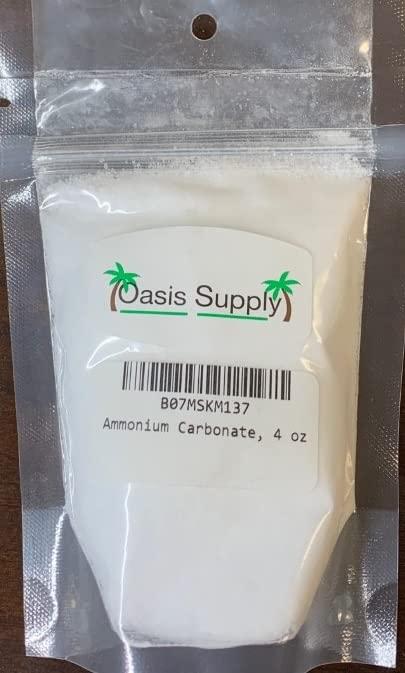 Oasis Supply
B07MSKM137
Ammonium Carbonate, 4 oz